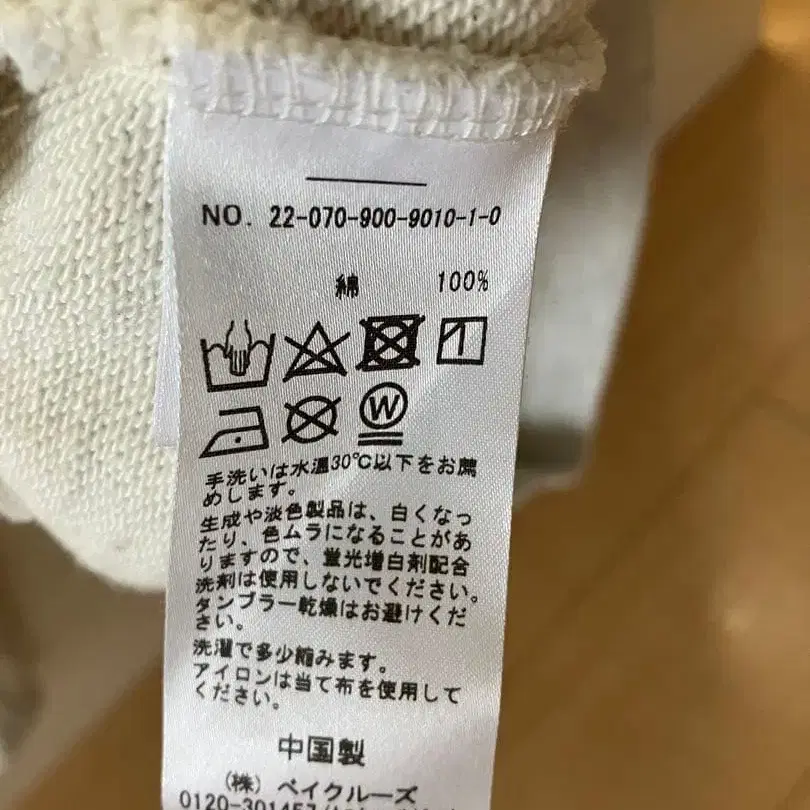 NO. 22-070-900-9010-1-0
綿 100%
W
手洗いは水温30℃以下をお薦
めします。
生成や淡色製品は、白くなっ
たり、色ムラになることがあ
りますので、蛍光増白剤配合
洗剤は使用しないでください。
タンブラー乾燥はお避けくだ
さい。
洗濯で多少縮みます。
アイロンは当て布を使用して
ください。
中国製
(株) ベイクルーズ
0120-301457